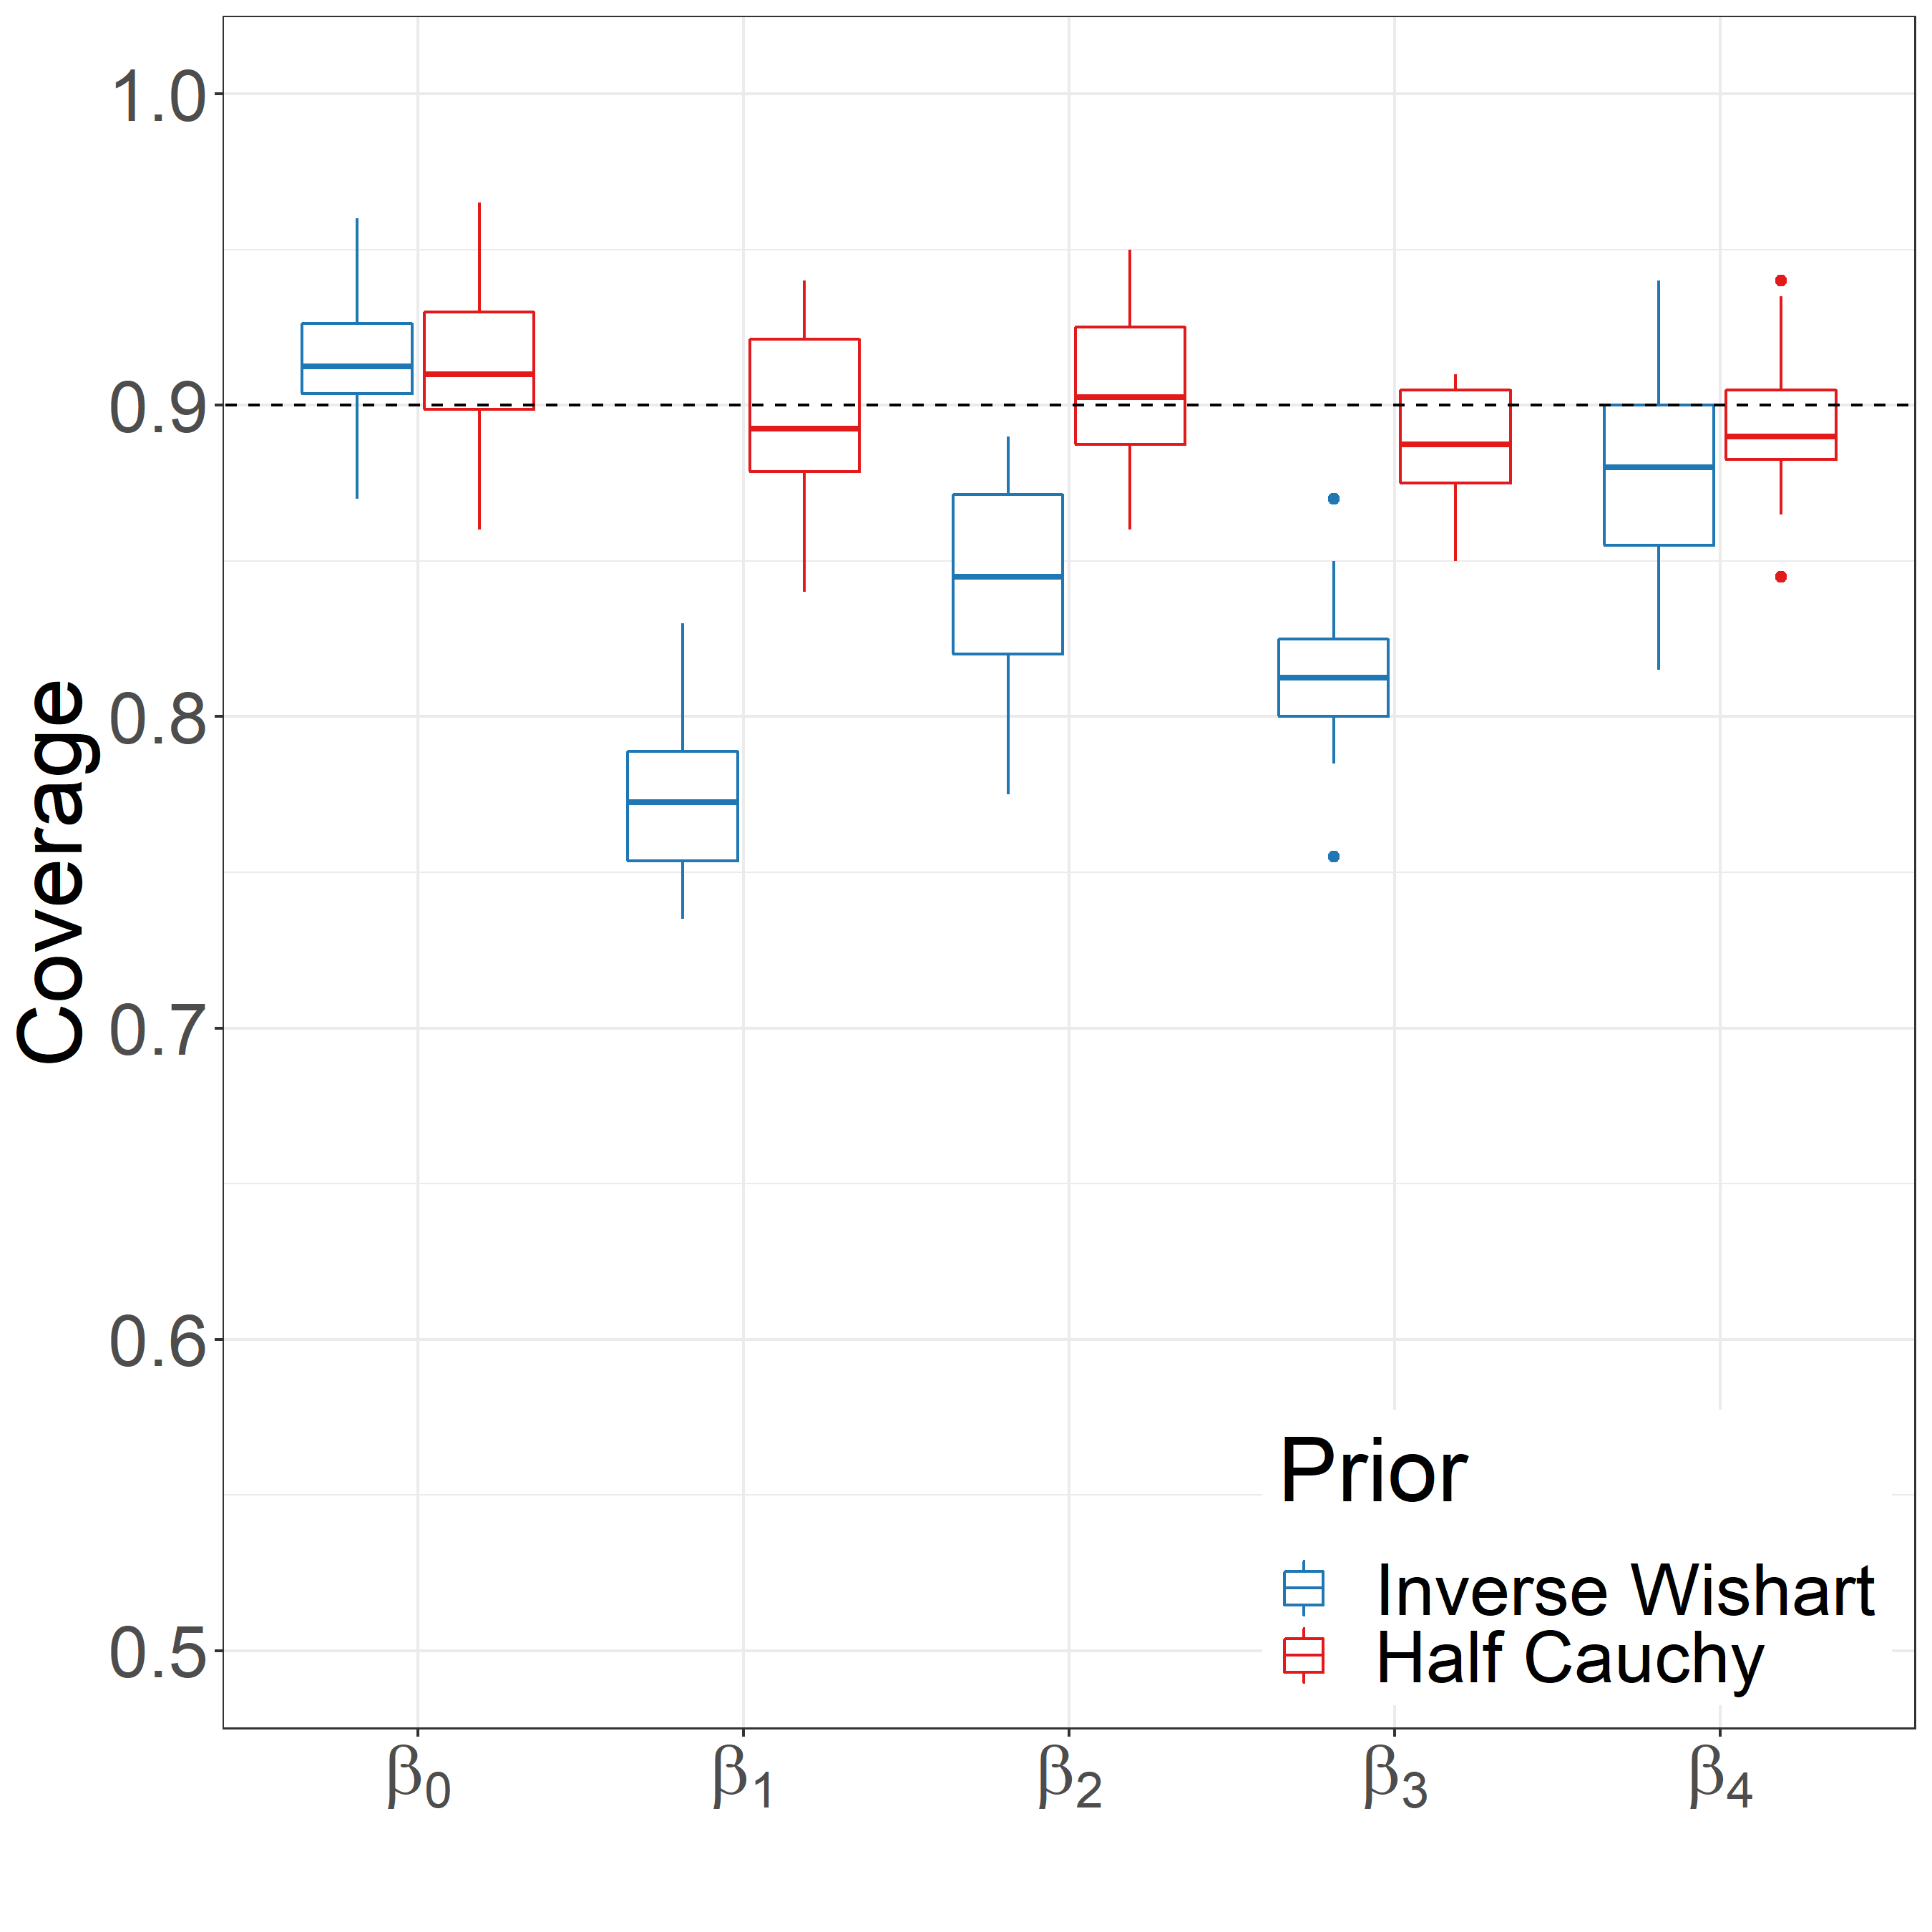 Coverage
1.0
0.9
0.8
0.7
0.6
0.5
β0
β1
β2
β3
β4
Prior
Inverse Wishart
Half Cauchy